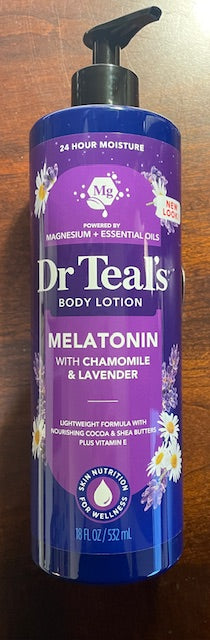 24 HOUR MOISTURE
Mg
POWERED BY
MAGNESIUM + ESSENTIAL OILS
NEW
LOOK!
Dr Teal's
BODY LOTION
MELATONIN
WITH CHAMOMILE
& LAVENDER
LIGHTWEIGHT FORMULA WITH
NOURISHING COCOA & SHEA BUTTERS
PLUS VITAMIN E
SKIN NUTRITION
FOR WELLNESS
18 FL OZ / 532 mL